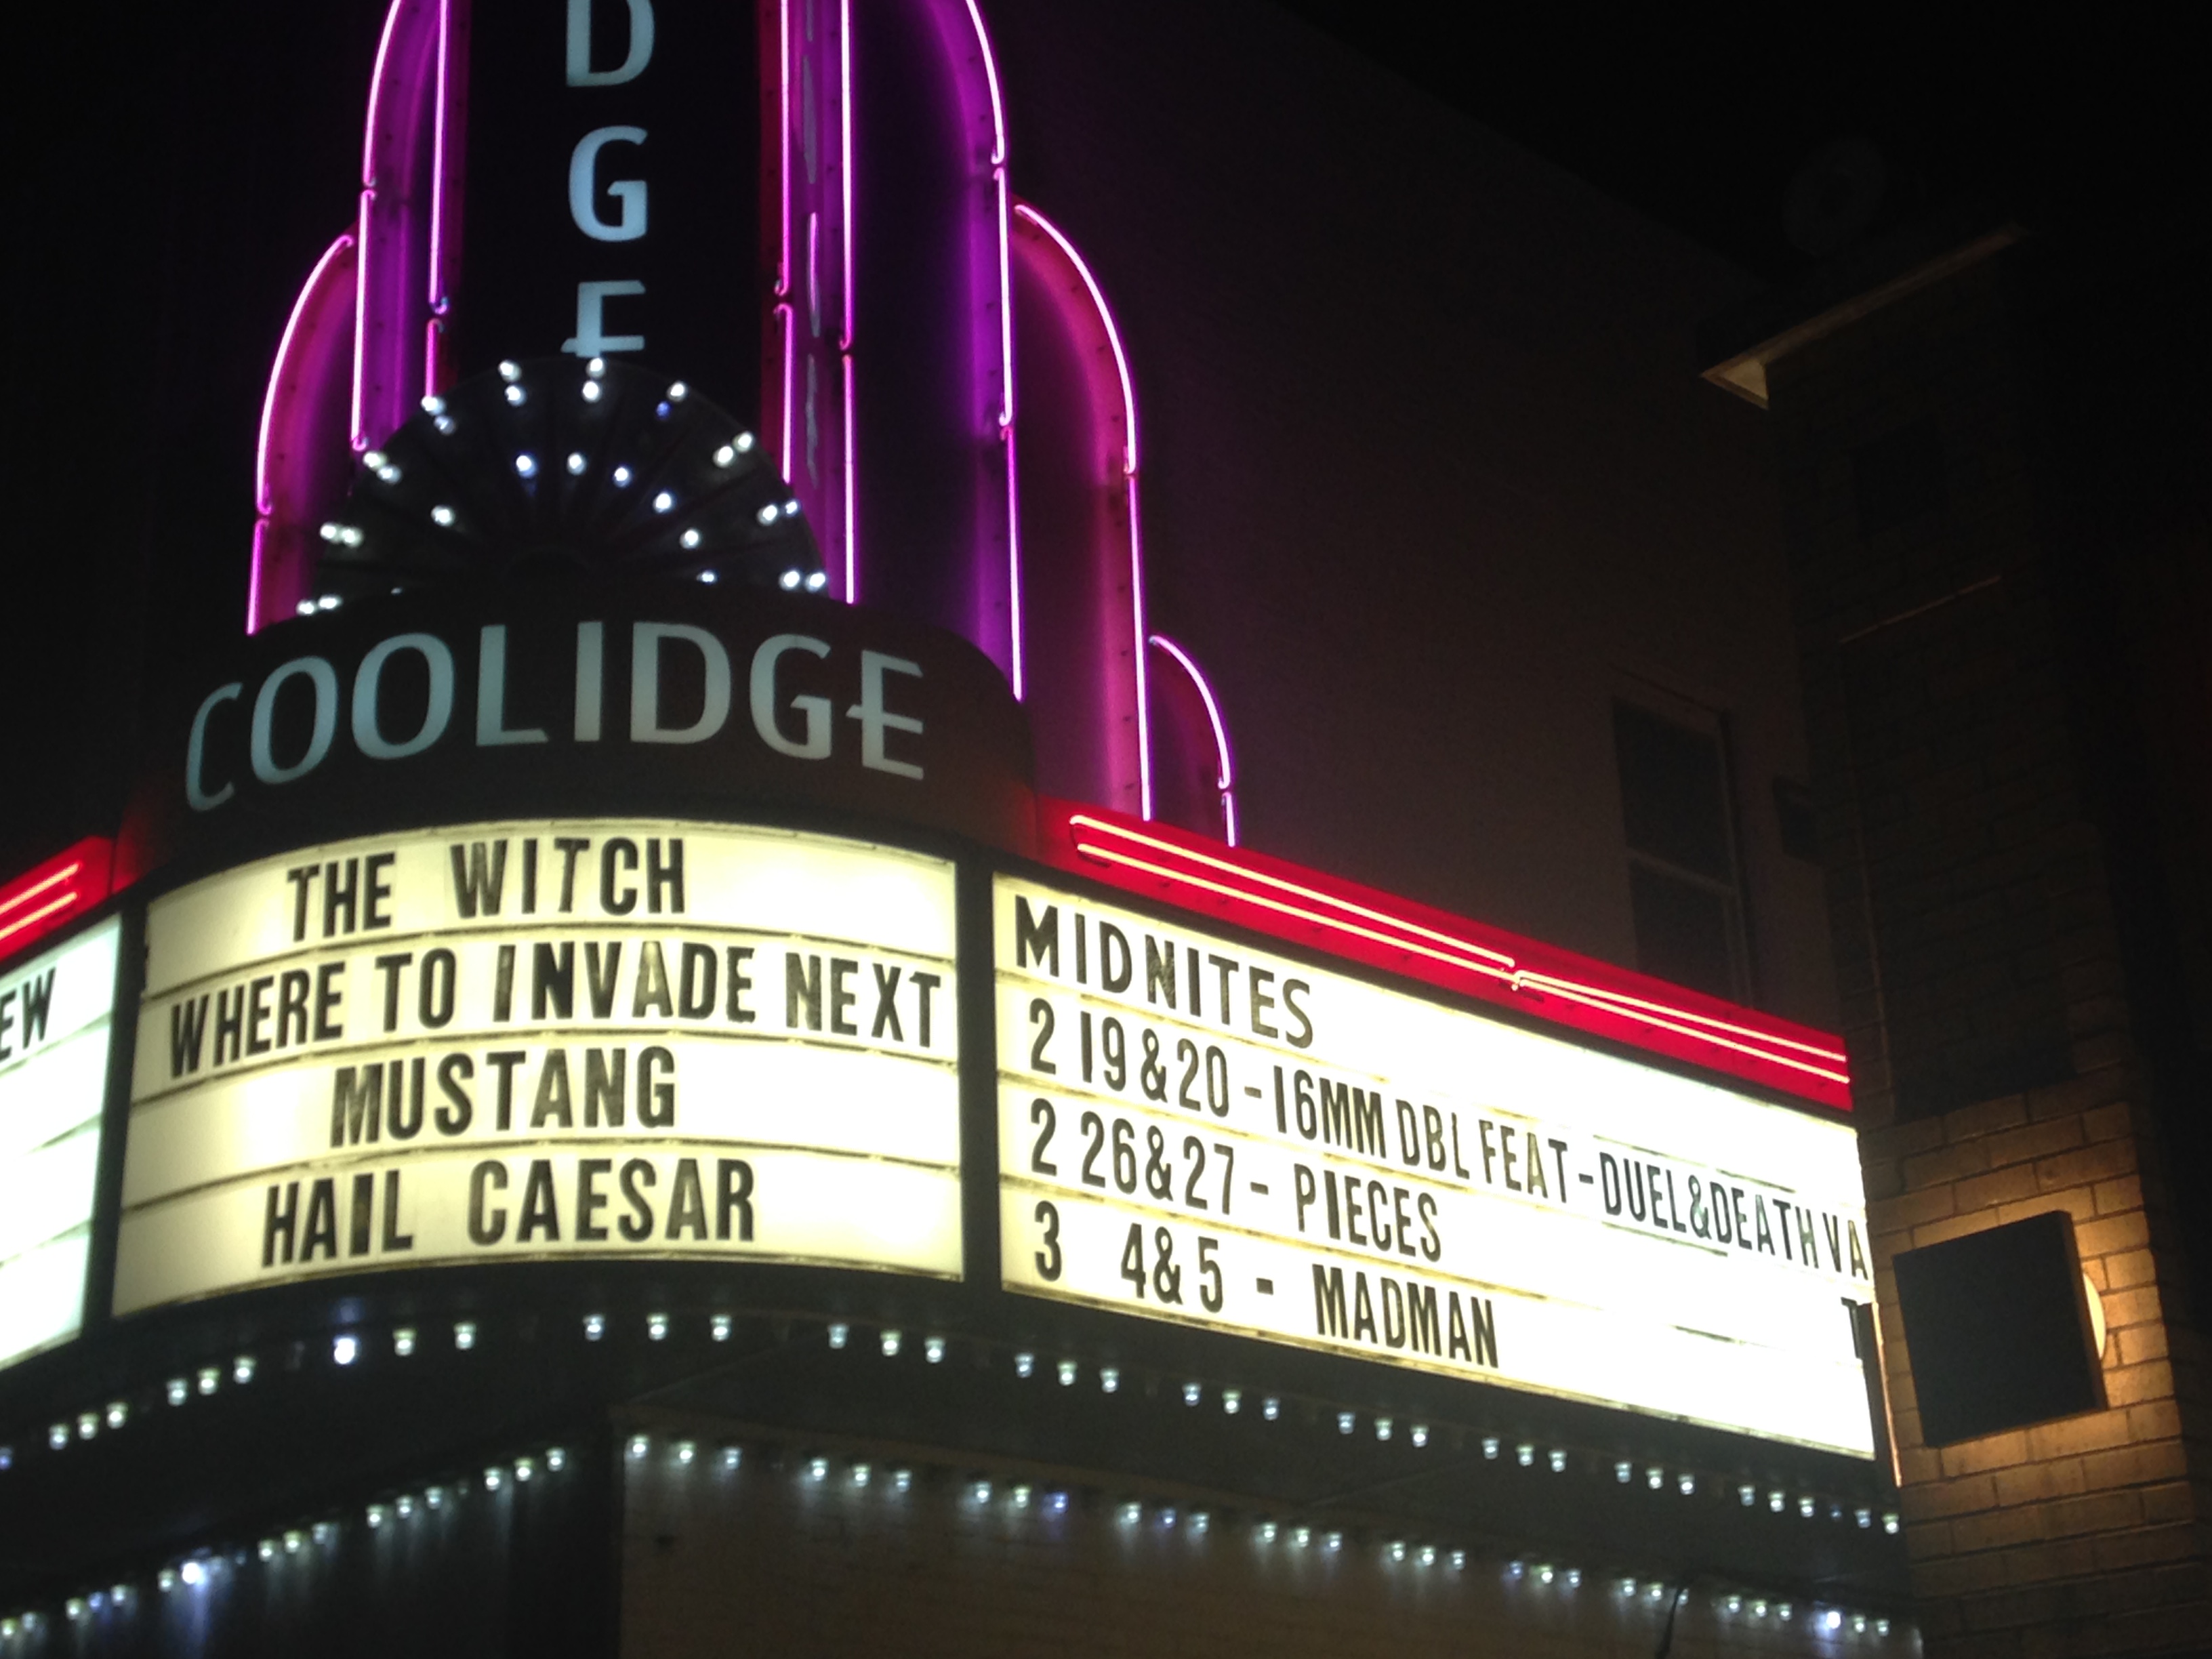 DGE
COOLIDGE
EW
THE WITCH
WHERE TO INVADE NEXT
MUSTANG
HAIL CAESAR
MIDNITES
2 19&20-16MM DBL FEAT-DUEL&DEATH VA
2 26&27- PIECES
3 4&5 - MADMAN